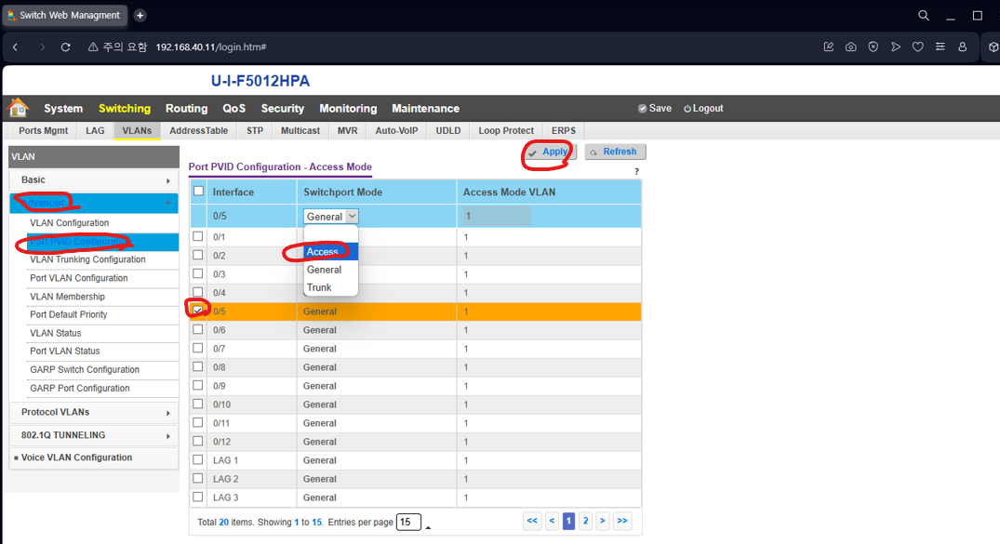 Switch Web Managment
주의 요함 192.168.40.11/login.htm#
U-I-F5012HPA
System Switching Routing QoS Security Monitoring Maintenance Save Logout
Ports Mgmt LAG VLANs AddressTable STP Multicast MVR Auto-VoIP UDLD Loop Protect ERPS
VLAN
Basic
Advanced
VLAN Configuration
Port PVID Configuration
VLAN Trunking Configuration
Port VLAN Configuration
VLAN Membership
Port Default Priority
VLAN Status
Port VLAN Status
GARP Switch Configuration
GARP Port Configuration
Protocol VLANs
802.1Q TUNNELING
Voice VLAN Configuration
Apply Refresh
Port PVID Configuration - Access Mode ?
Interface Switchport Mode Access Mode VLAN
0/5 General 1
Access
General
Trunk
0/1 1
0/2 1
0/3 1
0/4 1
0/5 General 1
0/6 General 1
0/7 General 1
0/8 General 1
0/9 General 1
0/10 General 1
0/11 General 1
0/12 General 1
LAG 1 General 1
LAG 2 General 1
LAG 3 General 1
Total 20 items. Showing 1 to 15. Entries per page 15 << < 1 2 > >>